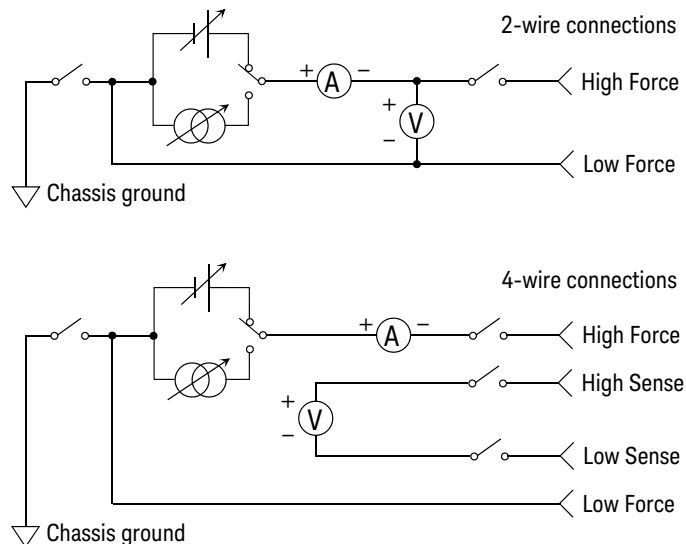 2-wire connections
+ A −
High Force
+
V
−
Low Force
Chassis ground
4-wire connections
+ A −
High Force
High Sense
+
V
−
Low Sense
Low Force
Chassis ground